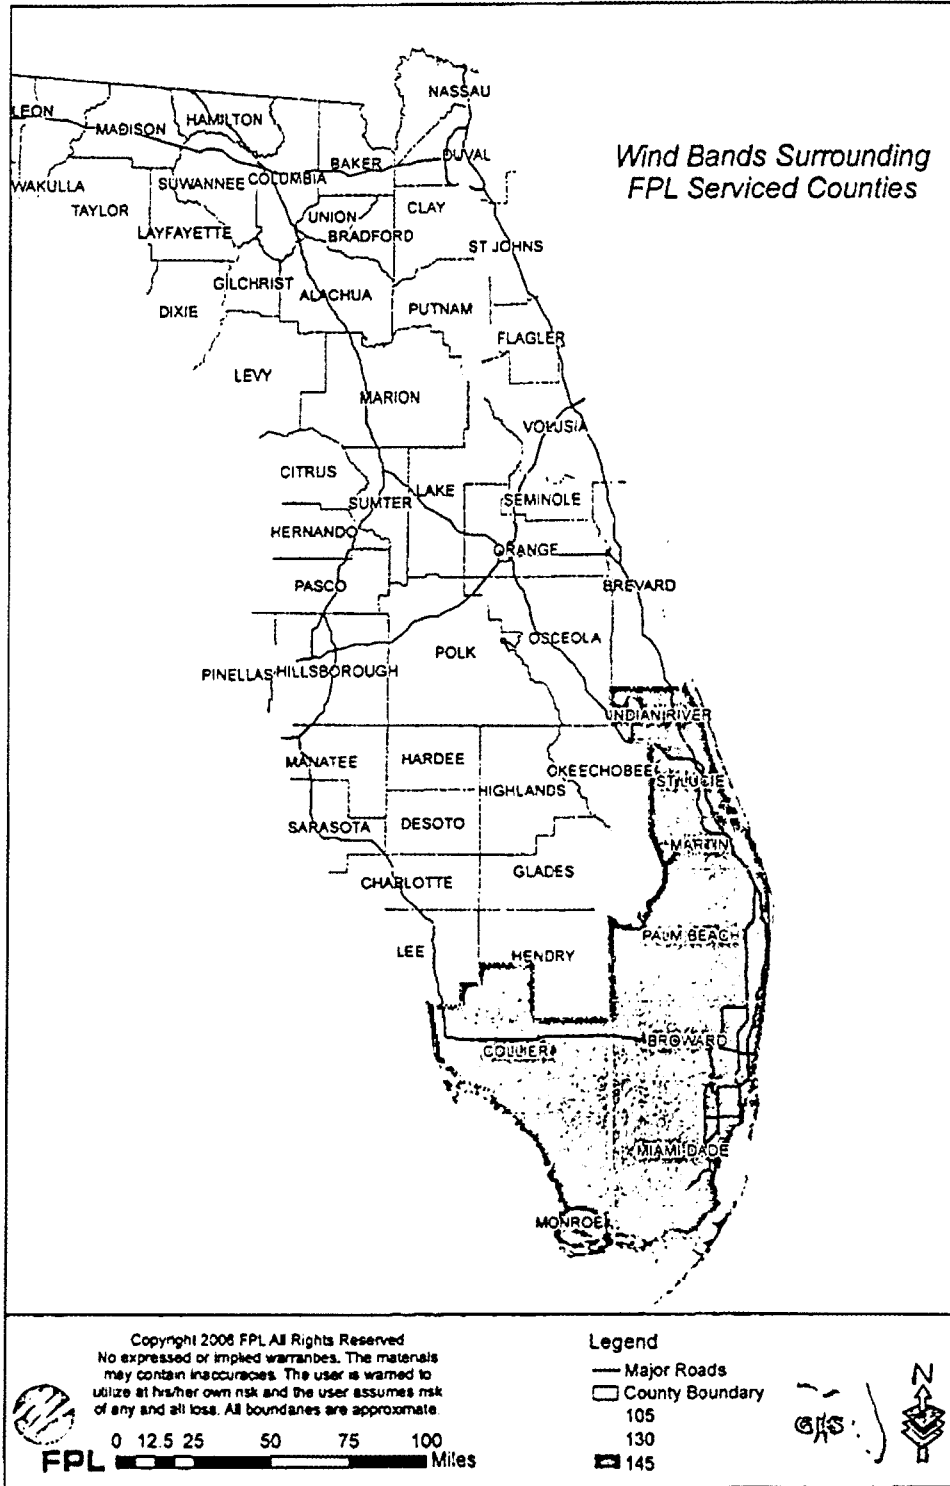 Wind Bands Surrounding
FPL Serviced Counties
NASSAU
LEON
HAMILTON
MADISON
DUVAL
BAKER
WAKULLA
SUWANNEE
COLUMBIA
TAYLOR
UNION
CLAY
LAYFAYETTE
BRADFORD
ST JOHNS
GILCHRIST
ALACHUA
DIXIE
PUTNAM
FLAGLER
LEVY
MARION
VOLUSIA
CITRUS
LAKE
SUMTER
SEMINOLE
HERNANDO
ORANGE
PASCO
BREVARD
OSCEOLA
POLK
PINELLAS
HILLSBOROUGH
INDIAN RIVER
MANATEE
HARDEE
OKEECHOBEE
ST LUCIE
HIGHLANDS
SARASOTA
DESOTO
MARTIN
GLADES
CHARLOTTE
PALM BEACH
LEE
HENDRY
BROWARD
COLLIER
MIAMI-DADE
MONROE
Copyright 2006 FPL All Rights Reserved
No expressed or implied warranties. The materials
may contain inaccuracies. The user is warned to
utilize at his/her own risk and the user assumes risk
of any and all loss. All boundaries are approximate.
0 12.5 25 50 75 100
Miles
FPL
Legend
Major Roads
County Boundary
105
130
145
GIS
N